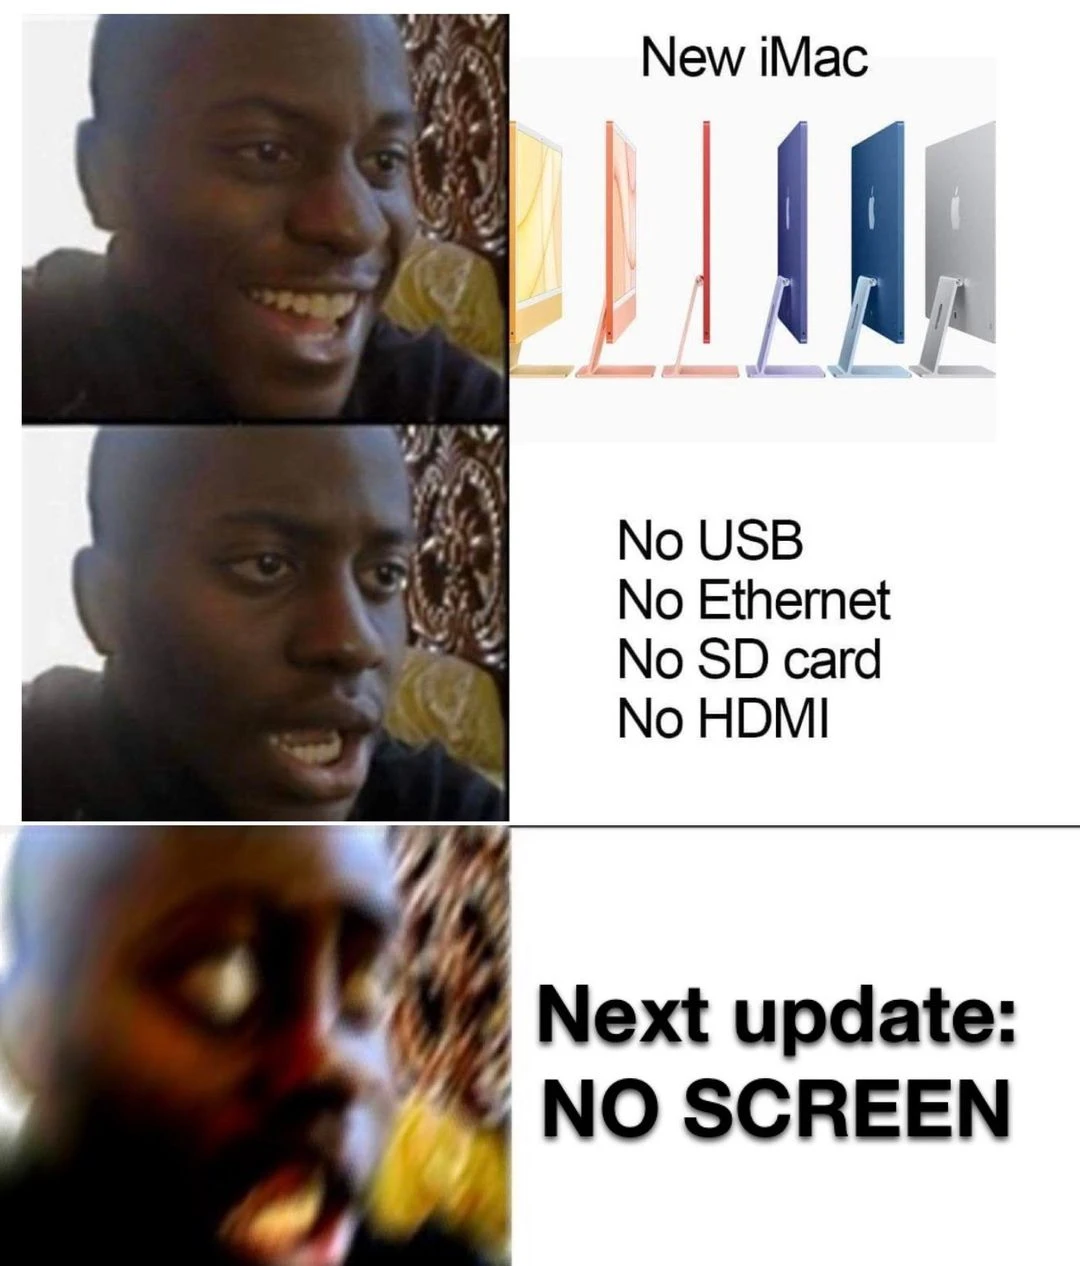 New iMac
No USB
No Ethernet
No SD card
No HDMI
Next update:
NO SCREEN